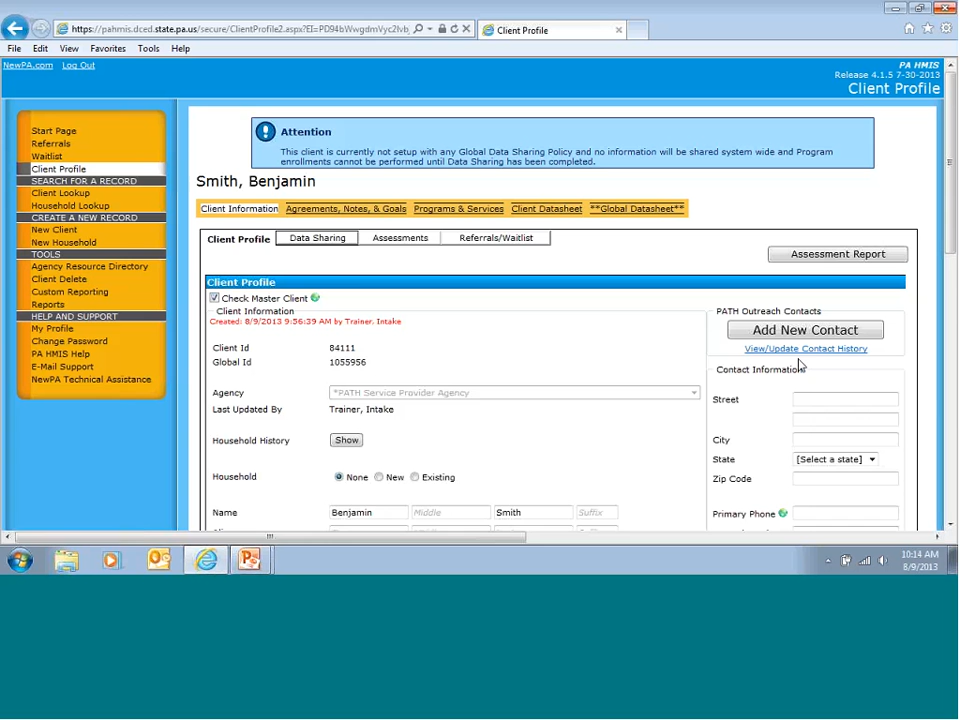 https://pahmis.dced.state.pa.us/secure/ClientProfile2.aspx?EI=PD94bWwgdmVyc2lvb
Client Profile
File Edit View Favorites Tools Help
NewPA.com Log Out
PA HMIS
Release 4.1.5 7-30-2013
Client Profile
Start Page
Referrals
Waitlist
Client Profile
SEARCH FOR A RECORD
Client Lookup
Household Lookup
CREATE A NEW RECORD
New Client
New Household
TOOLS
Agency Resource Directory
Client Delete
Custom Reporting
Reports
HELP AND SUPPORT
My Profile
Change Password
PA HMIS Help
E-Mail Support
NewPA Technical Assistance
Attention
This client is currently not setup with any Global Data Sharing Policy and no information will be shared system wide and Program
enrollments cannot be performed until Data Sharing has been completed.
Smith, Benjamin
Client Information Agreements, Notes, & Goals Programs & Services Client Datasheet **Global Datasheet**
Client Profile Data Sharing Assessments Referrals/Waitlist
Assessment Report
Client Profile
Check Master Client
Client Information
Created: 8/9/2013 9:56:39 AM by Trainer, Intake
Client Id 84111
Global Id 1055956
Agency *PATH Service Provider Agency
Last Updated By Trainer, Intake
Household History Show
Household None New Existing
Name Benjamin Middle Smith Suffix
PATH Outreach Contacts
Add New Contact
View/Update Contact History
Contact Information
Street
City
State [Select a state]
Zip Code
Primary Phone
10:14 AM
8/9/2013